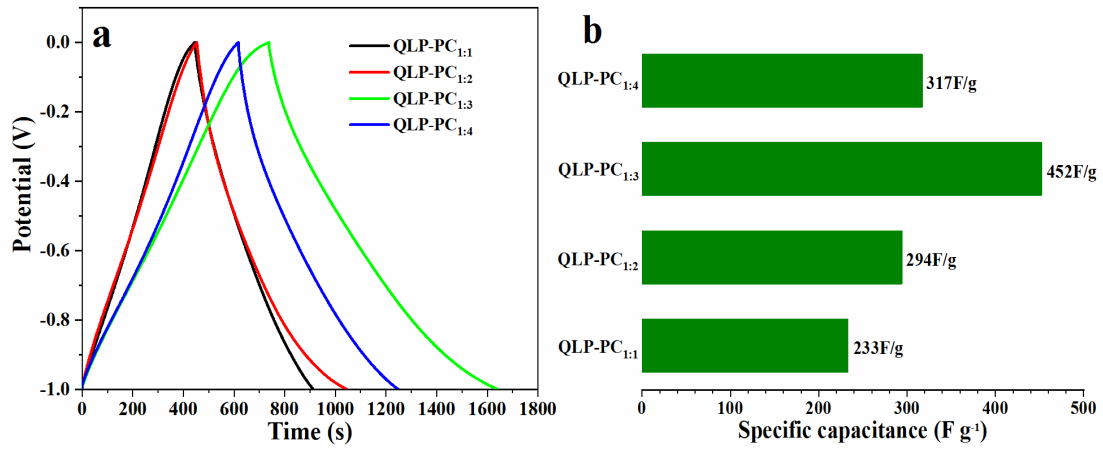 a
QLP-PC1:1
QLP-PC1:2
QLP-PC1:3
QLP-PC1:4
Potential (V)
0.0
-0.2
-0.4
-0.6
-0.8
-1.0
0 200 400 600 800 1000 1200 1400 1600 1800
Time (s)
b
QLP-PC1:4
317F/g
QLP-PC1:3
452F/g
QLP-PC1:2
294F/g
QLP-PC1:1
233F/g
0 100 200 300 400 500
Specific capacitance (F g-1)